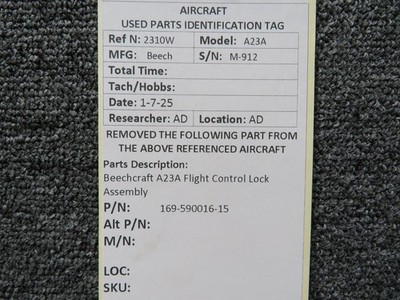 AIRCRAFT
USED PARTS IDENTIFICATION TAG
Ref N: 2310W Model: A23A
MFG: Beech S/N: M-912
Total Time:
Tach/Hobbs:
Date: 1-7-25
Researcher: AD Location: AD
REMOVED THE FOLLOWING PART FROM
THE ABOVE REFERENCED AIRCRAFT
Parts Description:
Beechcraft A23A Flight Control Lock
Assembly
P/N: 169-590016-15
Alt P/N:
M/N:
LOC:
SKU: